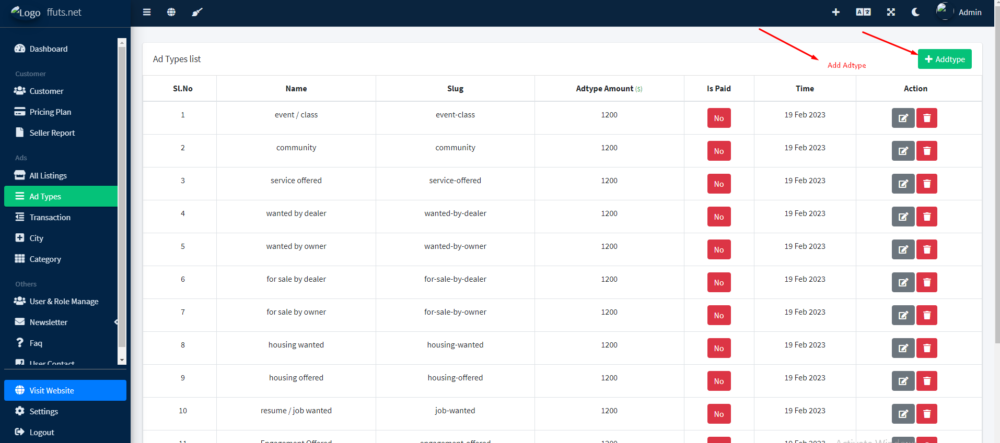 Logo ffuts.net
A Admin
Dashboard
Customer
Customer
Pricing Plan
Seller Report
Ads
All Listings
Ad Types
Transaction
City
Category
Others
User & Role Manage
Newsletter
Faq
User Contact
Visit Website
Settings
Logout
Ad Types list
Add Adtype
Addtype
Sl.No Name Slug Adtype Amount ($) Is Paid Time Action
1 event / class event-class 1200 No 19 Feb 2023
2 community community 1200 No 19 Feb 2023
3 service offered service-offered 1200 No 19 Feb 2023
4 wanted by dealer wanted-by-dealer 1200 No 19 Feb 2023
5 wanted by owner wanted-by-owner 1200 No 19 Feb 2023
6 for sale by dealer for-sale-by-dealer 1200 No 19 Feb 2023
7 for sale by owner for-sale-by-owner 1200 No 19 Feb 2023
8 housing wanted housing-wanted 1200 No 19 Feb 2023
9 housing offered housing-offered 1200 No 19 Feb 2023
10 resume / job wanted job-wanted 1200 No 19 Feb 2023
11 Engagement Offered engagement-offered 1200 19 Feb 2023